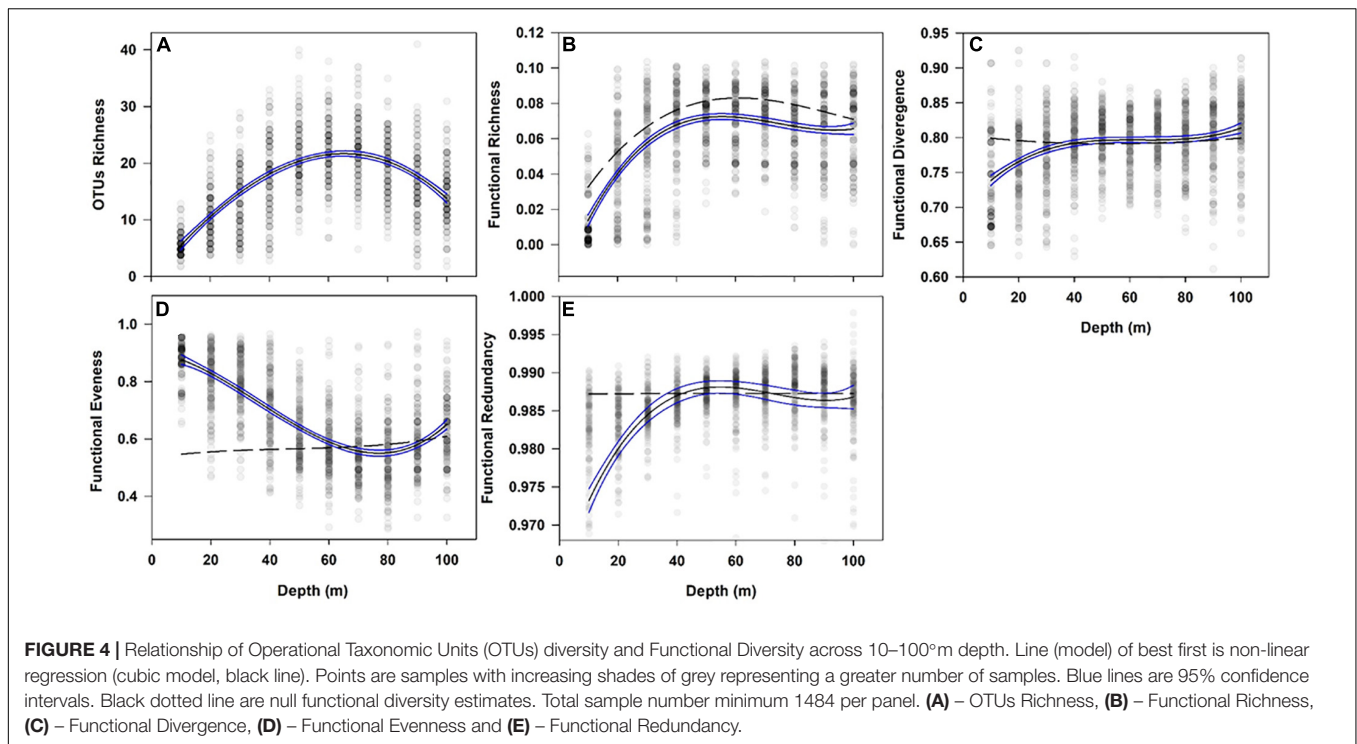 A
OTUs Richness
40
30
20
10
0
B
Functional Richness
0.12
0.10
0.08
0.06
0.04
0.02
0.00
C
Functional Diveregence
0.95
0.90
0.85
0.80
0.75
0.70
0.65
0.60
0 20 40 60 80 100
Depth (m)
D
Functional Eveness
1.0
0.8
0.6
0.4
0 20 40 60 80 100
Depth (m)
E
Functional Redundancy
1.000
0.995
0.990
0.985
0.980
0.975
0.970
0 20 40 60 80 100
Depth (m)
FIGURE 4 | Relationship of Operational Taxonomic Units (OTUs) diversity and Functional Diversity across 10–100°m depth. Line (model) of best first is non-linear
regression (cubic model, black line). Points are samples with increasing shades of grey representing a greater number of samples. Blue lines are 95% confidence
intervals. Black dotted line are null functional diversity estimates. Total sample number minimum 1484 per panel. (A) – OTUs Richness, (B) – Functional Richness,
(C) – Functional Divergence, (D) – Functional Evenness and (E) – Functional Redundancy.